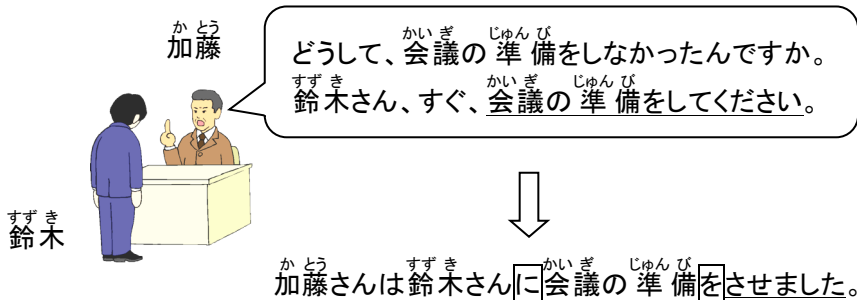 加藤
どうして、会議の準備をしなかったんですか。
鈴木さん、すぐ、会議の準備をしてください。
鈴木
加藤さんは鈴木さんに会議の準備をさせました。